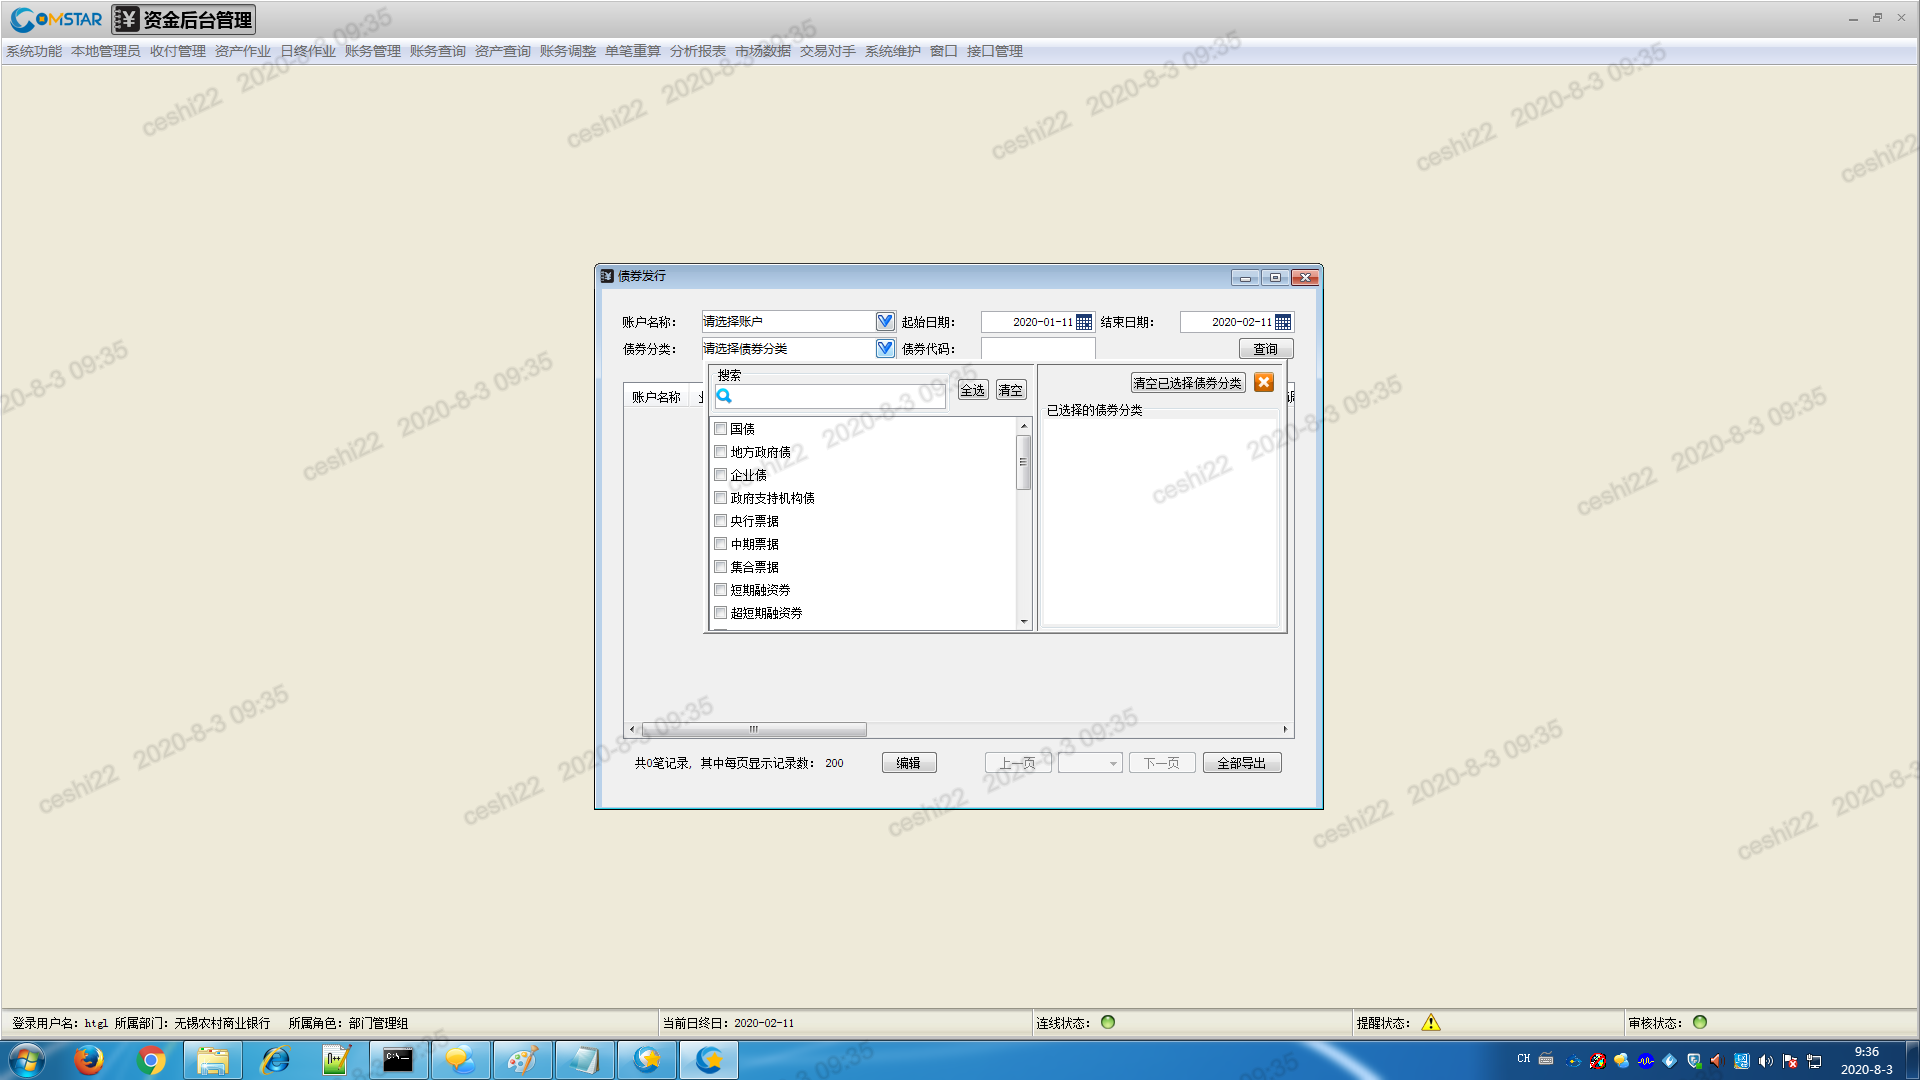 COMSTAR 资金后台管理
系统功能 本地管理员 收付管理 资产作业 日终作业 账务管理 账务查询 资产查询 账务调整 单笔重算 分析报表 市场数据 交易对手 系统维护 窗口 接口管理
债券发行
账户名称: 请选择账户 起始日期: 2020-01-11 结束日期: 2020-02-11
债券分类: 请选择债券分类 债券代码: 查询
账户名称
搜索
全选 清空
清空已选择债券分类
已选择的债券分类
国债
地方政府债
企业债
政府支持机构债
央行票据
中期票据
集合票据
短期融资券
超短期融资券
共0笔记录, 其中每页显示记录数: 200 编辑 上一页 下一页 全部导出
登录用户名: htgl 所属部门: 无锡农村商业银行 所属角色: 部门管理组 当前日终日: 2020-02-11 连线状态: 提醒状态: 审核状态:
CH
9:36
2020-8-3
ceshi22 2020-8-3 09:35